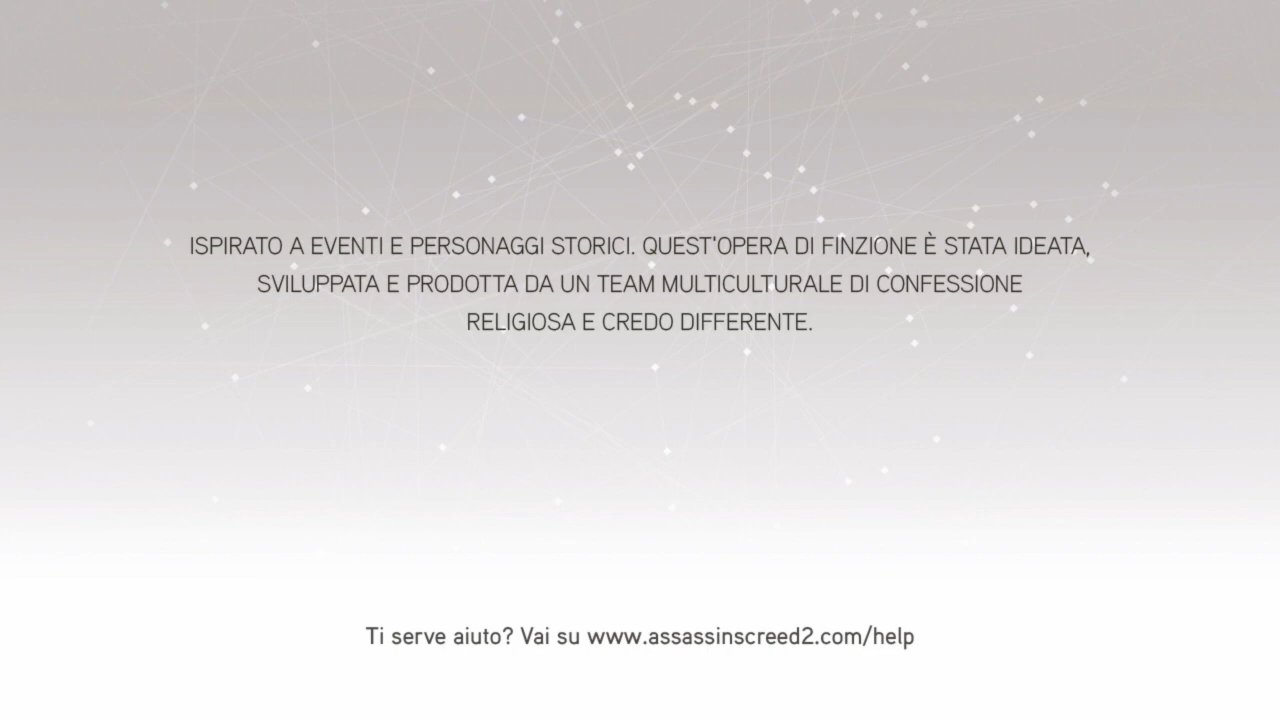 ISPIRATO A EVENTI E PERSONAGGI STORICI. QUEST'OPERA DI FINZIONE È STATA IDEATA,
SVILUPPATA E PRODOTTA DA UN TEAM MULTICULTURALE DI CONFESSIONE
RELIGIOSA E CREDO DIFFERENTE.
Ti serve aiuto? Vai su www.assassinscreed2.com/help